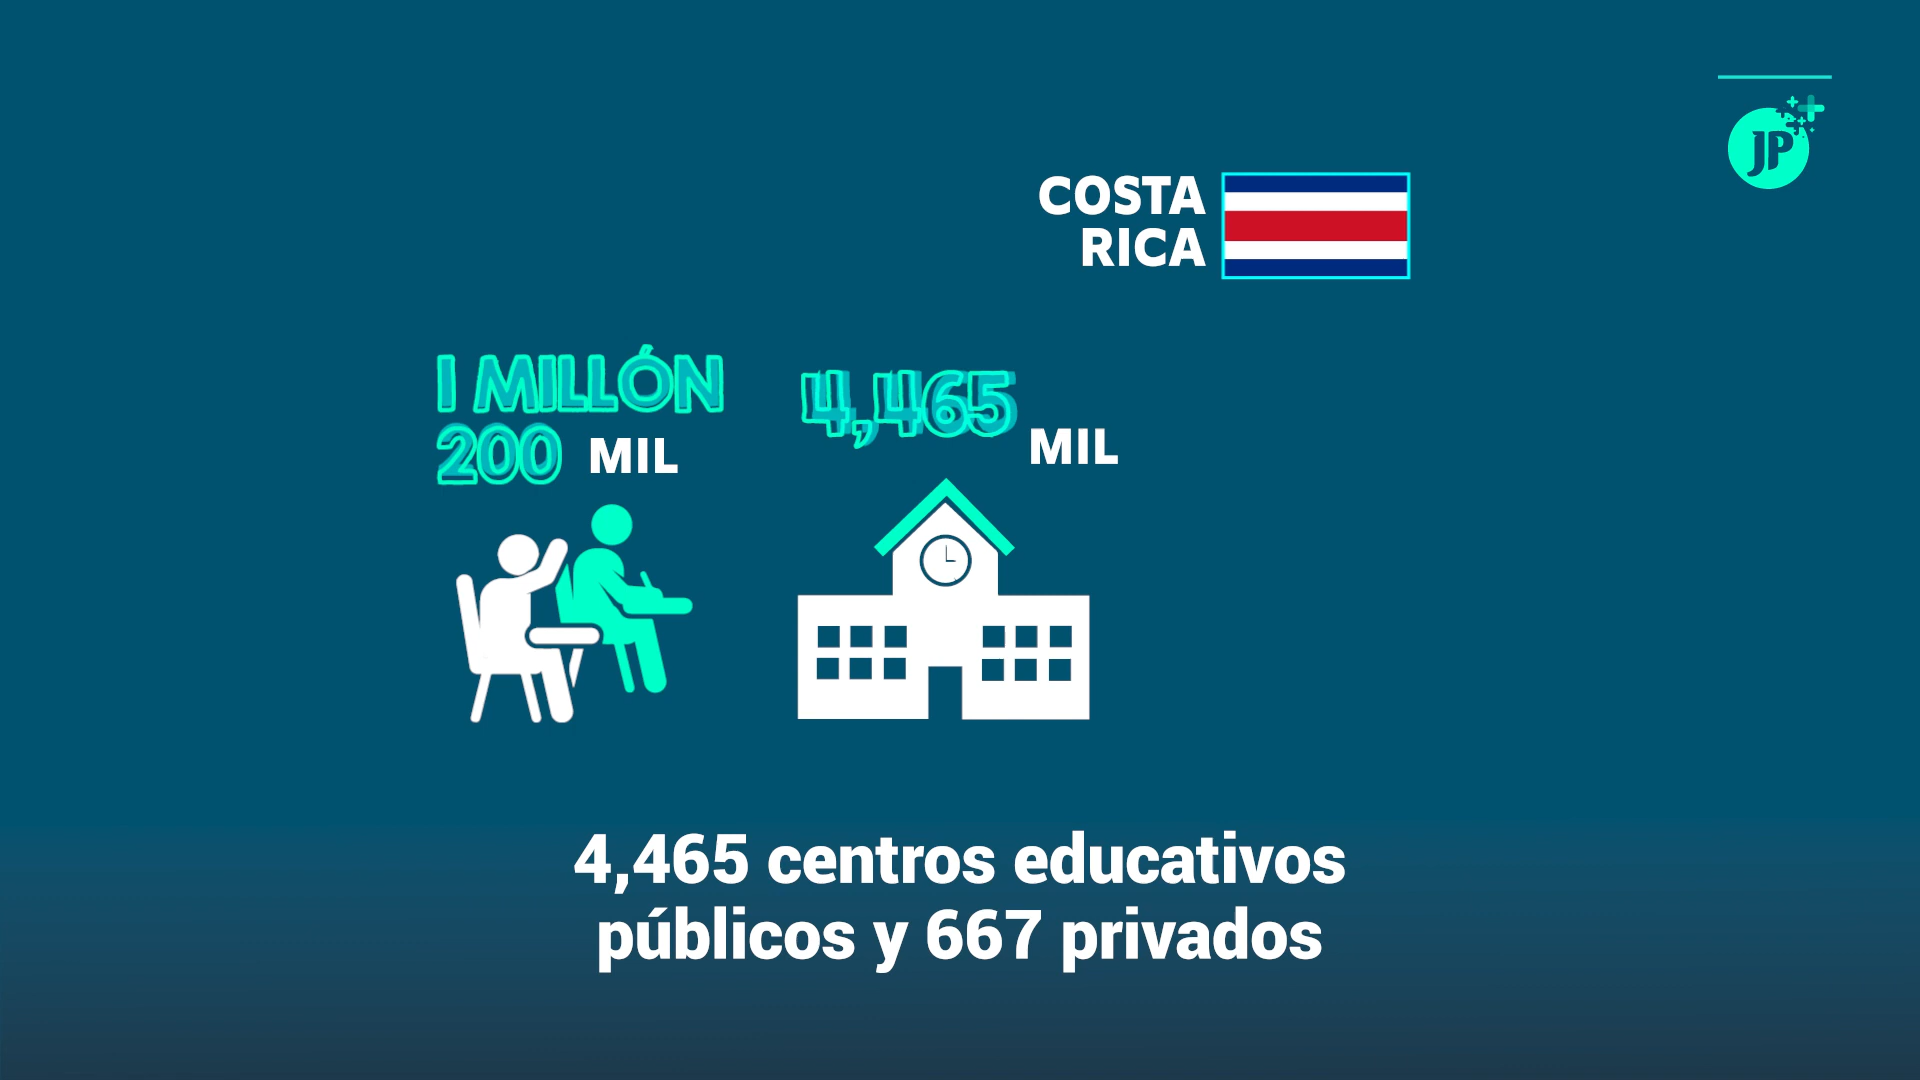 JP
COSTA
RICA
1 MILLÓN
200 MIL
4,465
MIL
4,465 centros educativos
públicos y 667 privados